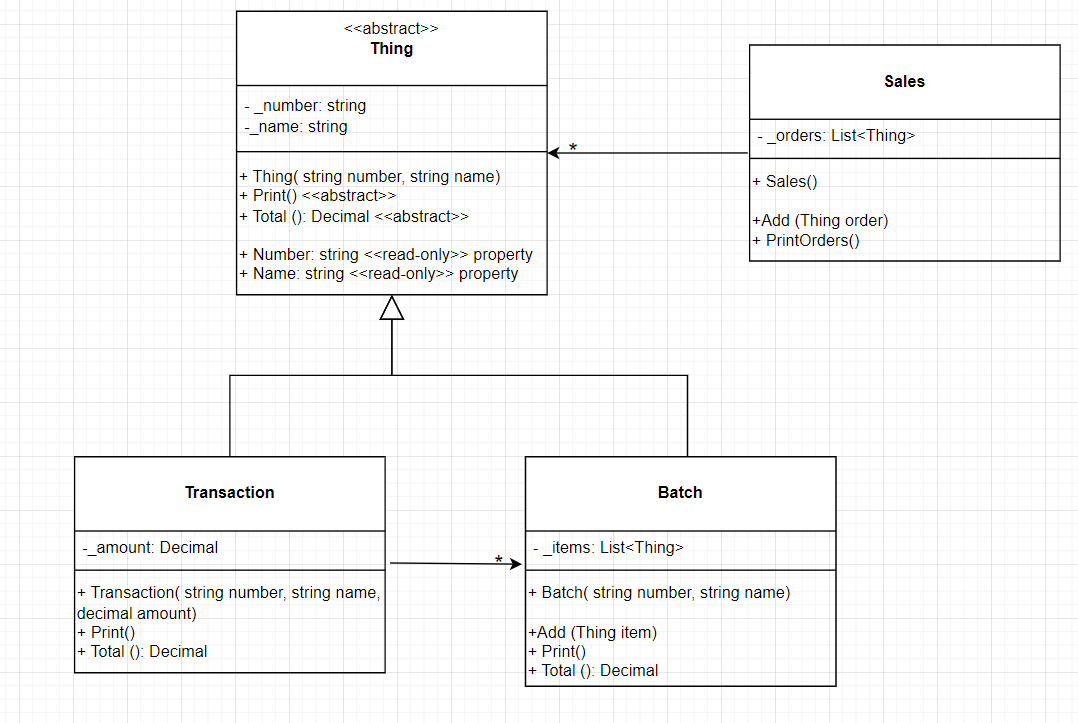 <<abstract>>
Thing
- _number: string
-_name: string
+ Thing( string number, string name)
+ Print() <<abstract>>
+ Total (): Decimal <<abstract>>
+ Number: string <<read-only>> property
+ Name: string <<read-only>> property
*
Sales
- _orders: List<Thing>
+ Sales()
+Add (Thing order)
+ PrintOrders()
Transaction
-_amount: Decimal
+ Transaction( string number, string name,
decimal amount)
+ Print()
+ Total (): Decimal
*
Batch
- _items: List<Thing>
+ Batch( string number, string name)
+Add (Thing item)
+ Print()
+ Total (): Decimal